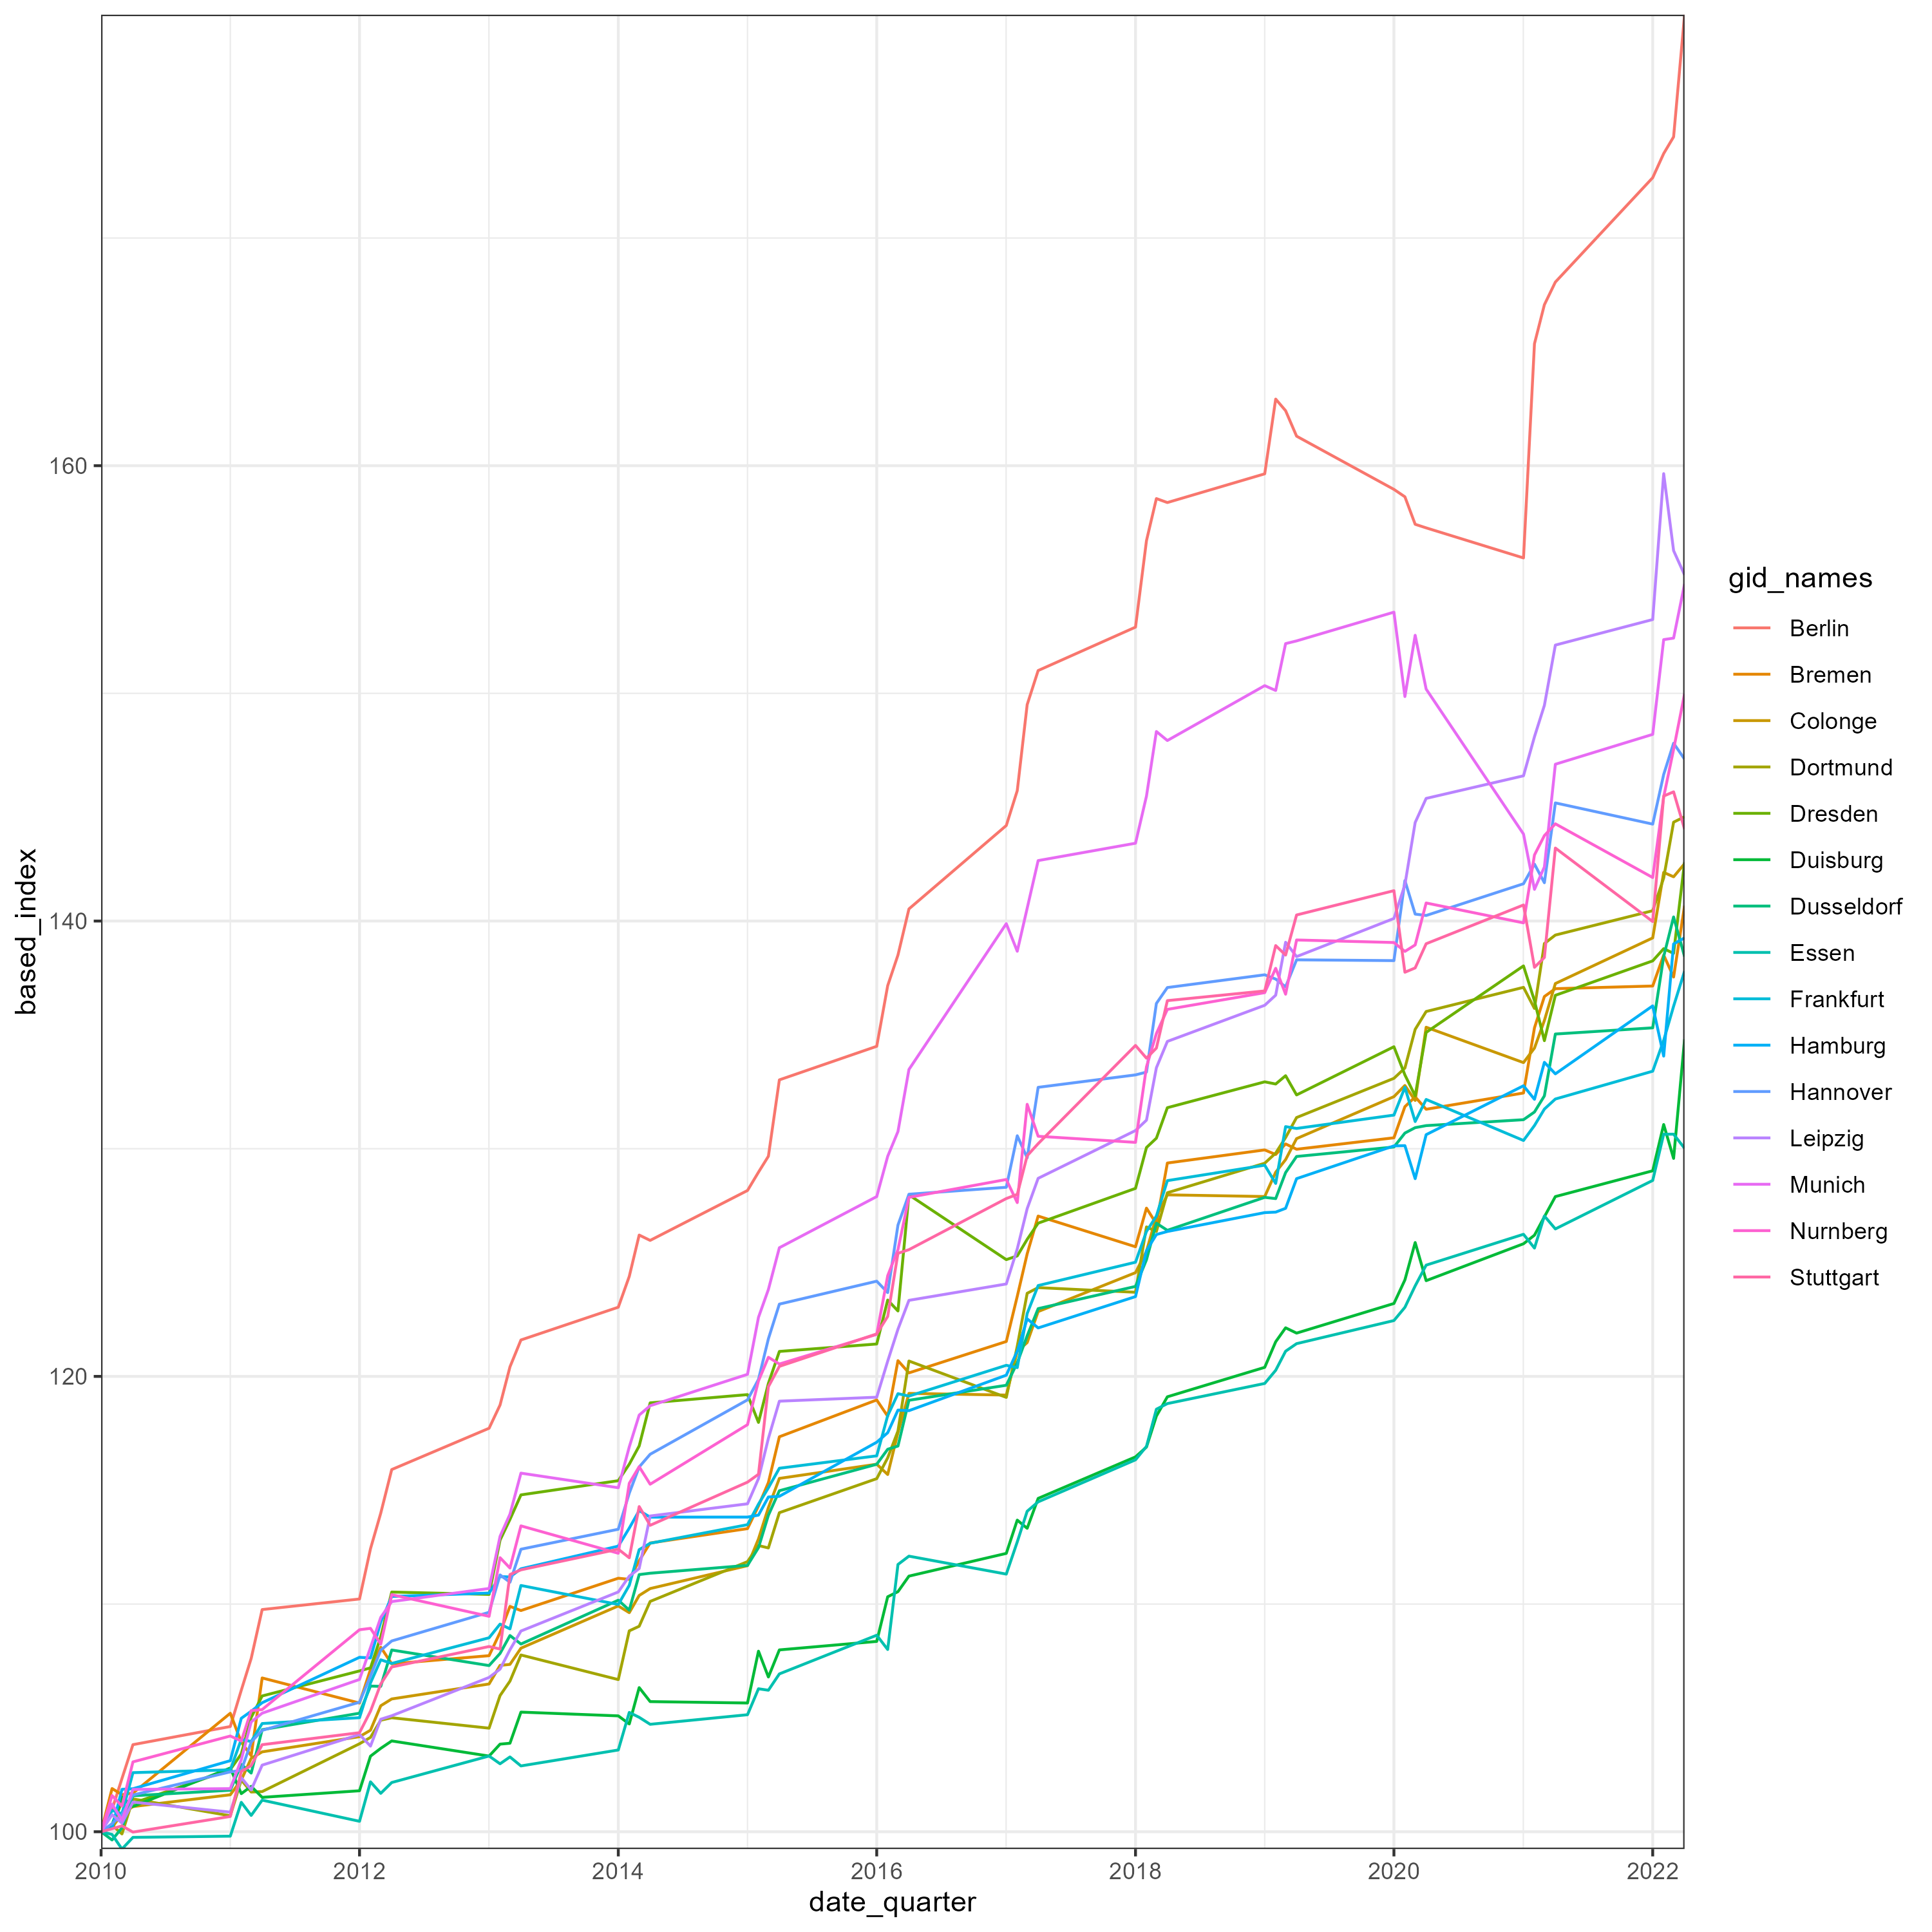 based_index
160
140
120
100
2010 2012 2014 2016 2018 2020 2022
date_quarter
gid_names
Berlin
Bremen
Colonge
Dortmund
Dresden
Duisburg
Dusseldorf
Essen
Frankfurt
Hamburg
Hannover
Leipzig
Munich
Nurnberg
Stuttgart